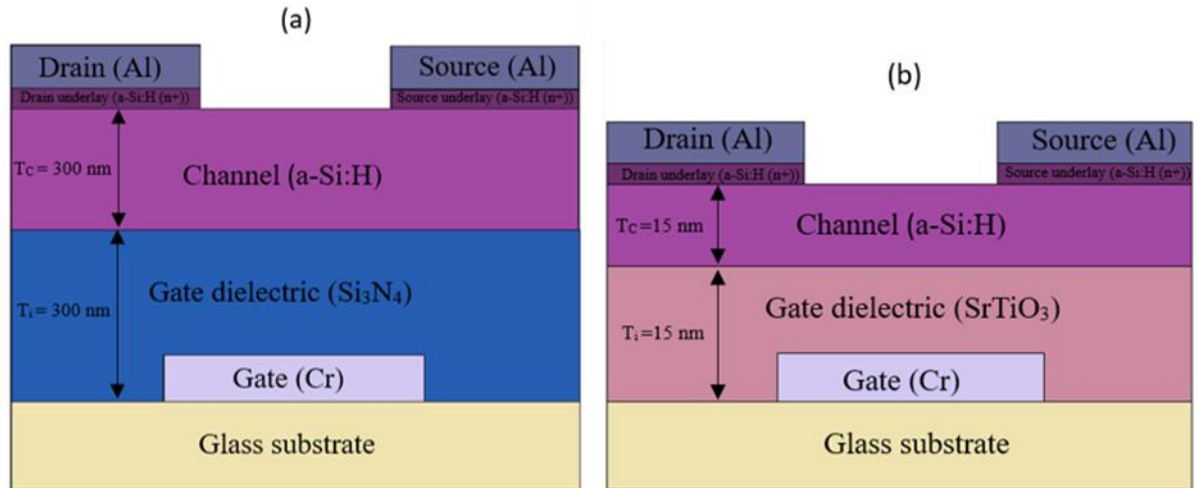 (a)
Drain (Al)
Source (Al)
Drain underlay (a-Si:H (n+))
Source underlay (a-Si:H (n+))
Tc= 300 nm
Channel (a-Si:H)
Ti= 300 nm
Gate dielectric (Si₃N₄)
Gate (Cr)
Glass substrate
(b)
Drain (Al)
Source (Al)
Drain underlay (a-Si:H (n+))
Source underlay (a-Si:H (n+)
Tc=15 nm
Channel (a-Si:H)
Gate dielectric (SrTiO₃)
Ti=15 nm
Gate (Cr)
Glass substrate